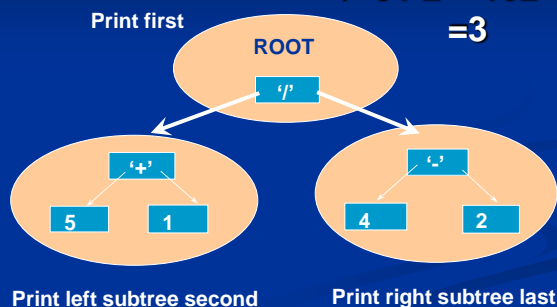 Print first
=3
ROOT
‘/’
‘+’
‘-’
5
1
4
2
Print left subtree second
Print right subtree last